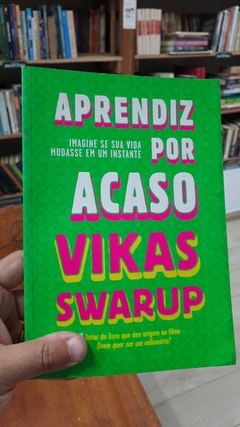 APRENDIZ
IMAGINE SE SUA VIDA
MUDASSE EM UM INSTANTE
POR
ACASO
VIKAS
SWARUP
autor do livro que deu origem ao filme
Quem quer ser um milionário?